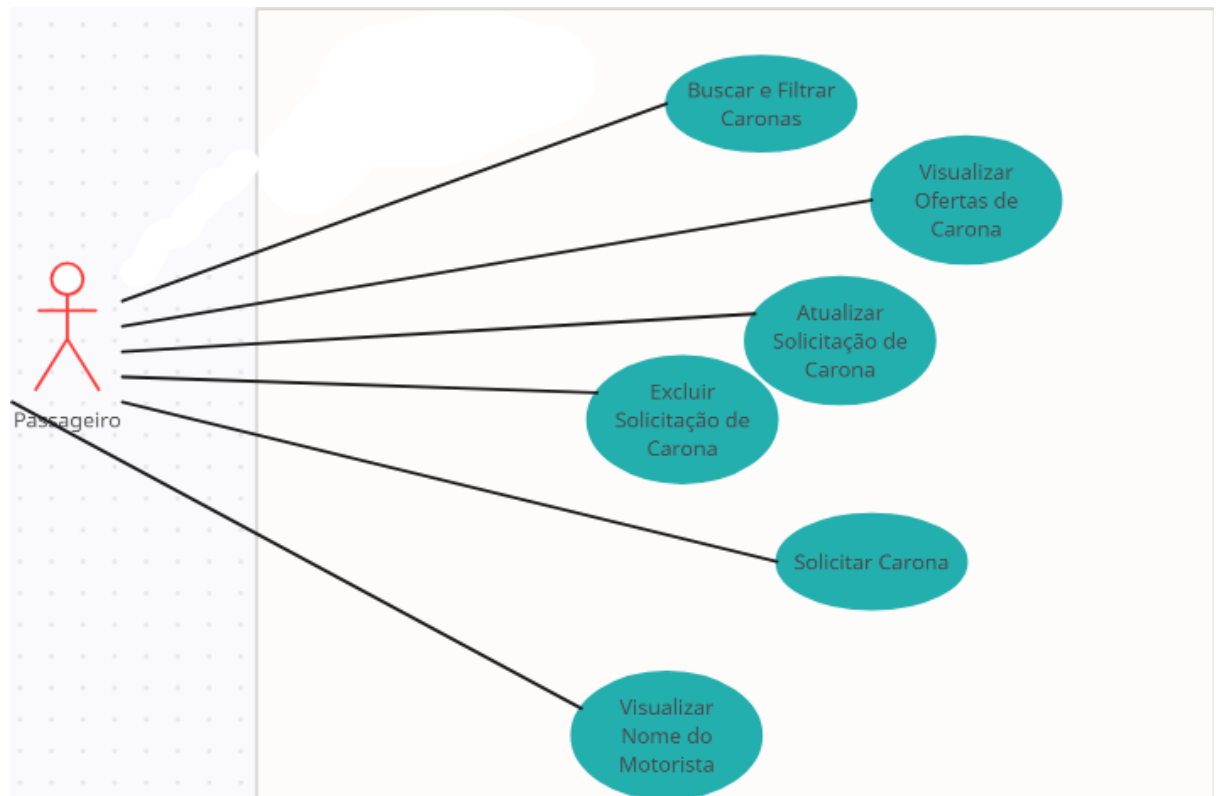 Buscar e Filtrar
Caronas
Visualizar
Ofertas de
Carona
Atualizar
Solicitação de
Carona
Excluir
Solicitação de
Carona
Passageiro
Solicitar Carona
Visualizar
Nome do
Motorista